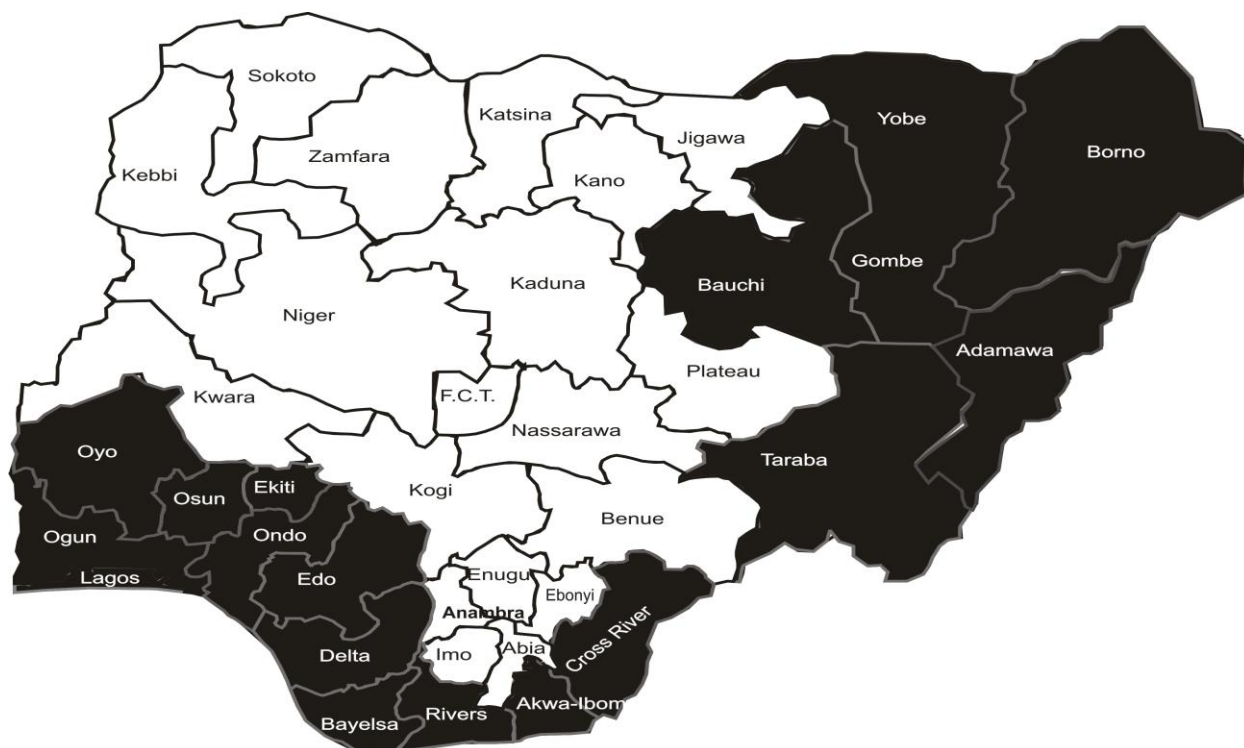 Sokoto
Katsina
Yobe
Jigawa
Borno
Zamfara
Kebbi
Kano
Gombe
Kaduna
Bauchi
Niger
Adamawa
Plateau
Kwara
F.C.T.
Nassarawa
Oyo
Taraba
Ekiti
Osun
Kogi
Benue
Ogun
Ondo
Lagos
Edo
Enugu
Ebonyi
Anambra
Cross River
Delta
Imo
Abia
Akwa-Ibom
Rivers
Bayelsa